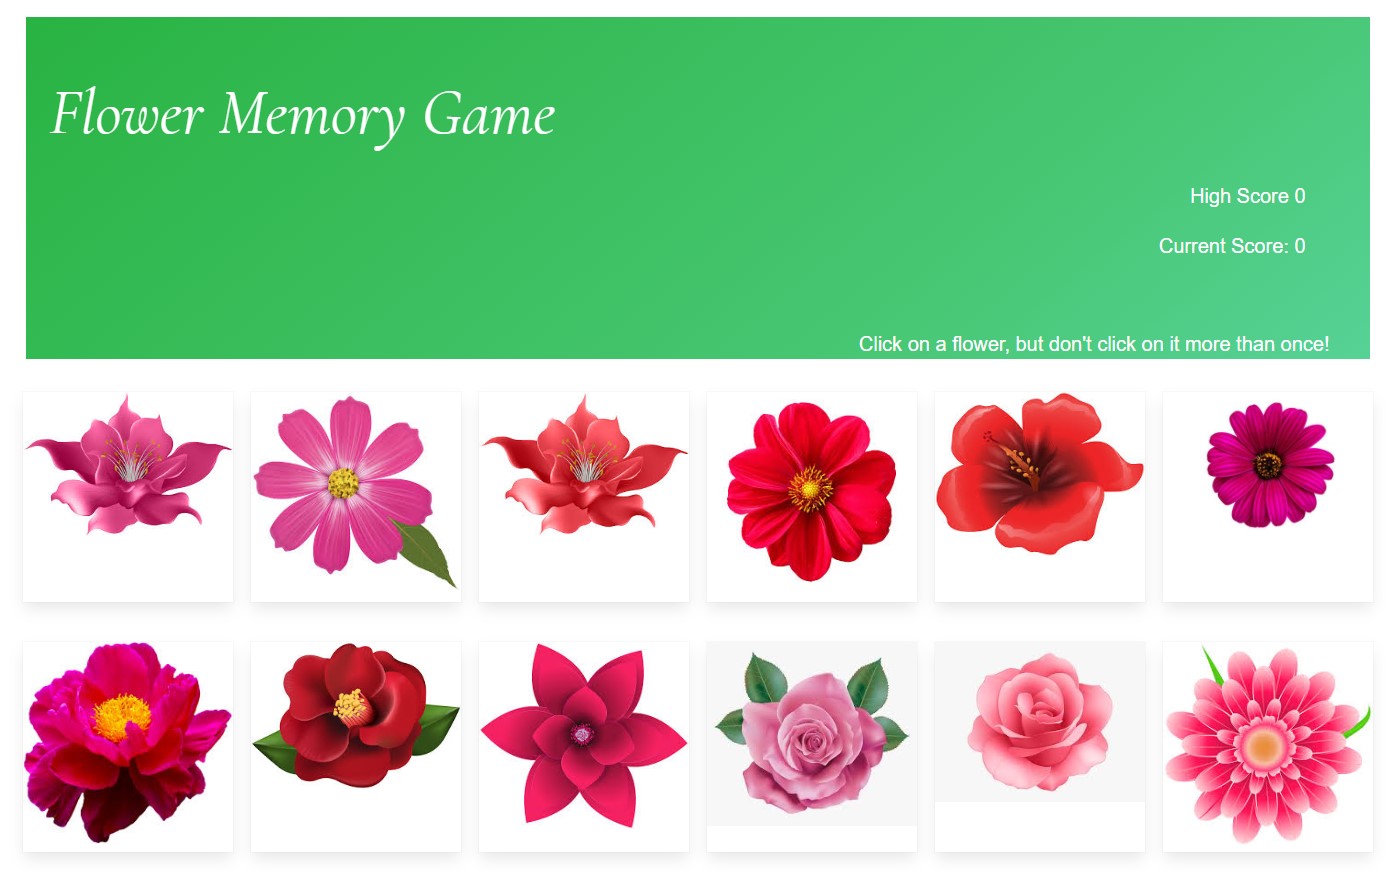 Flower Memory Game
High Score 0
Current Score: 0
Click on a flower, but don't click on it more than once!